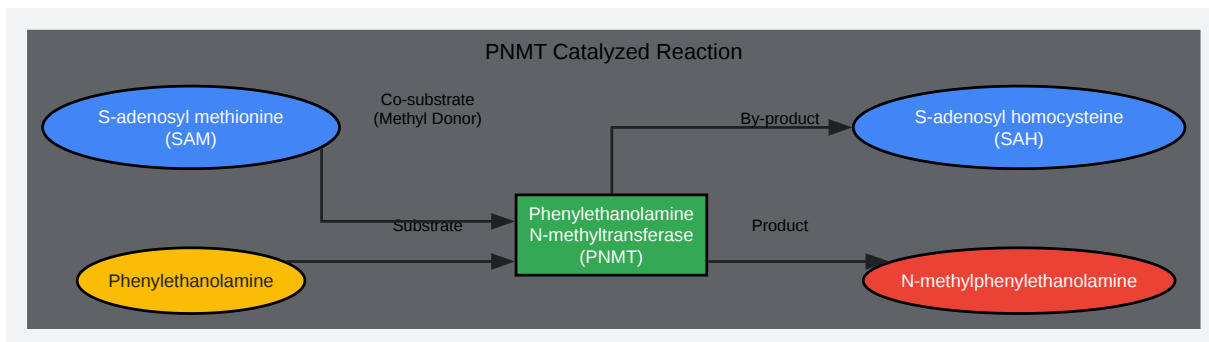 PNMT Catalyzed Reaction
S-adenosyl methionine
(SAM)
Co-substrate
(Methyl Donor)
By-product
S-adenosyl homocysteine
(SAH)
Substrate
Phenylethanolamine
N-methyltransferase
(PNMT)
Product
Phenylethanolamine
N-methylphenylethanolamine